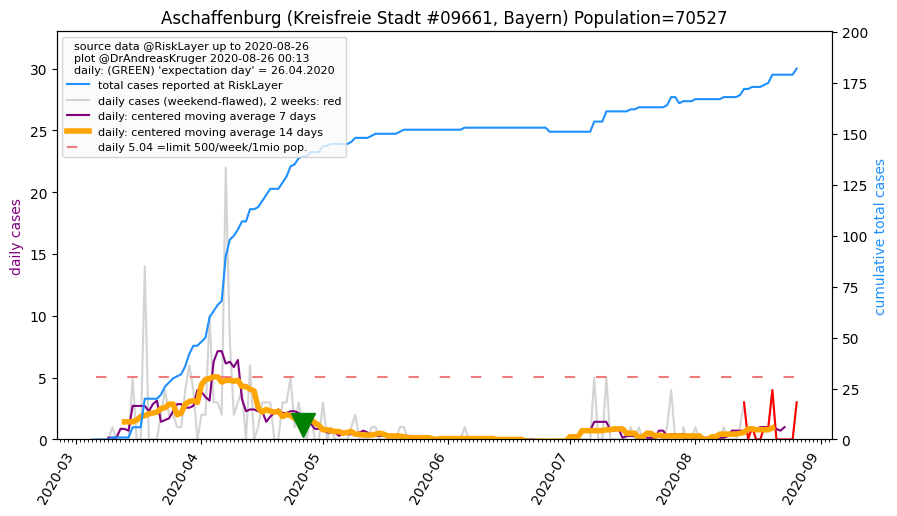 Aschaffenburg (Kreisfreie Stadt #09661, Bayern) Population=70527
source data @RiskLayer up to 2020-08-26
plot @DrAndreasKruger 2020-08-26 00:13
daily: (GREEN) 'expectation day' = 26.04.2020
total cases reported at RiskLayer
daily cases (weekend-flawed), 2 weeks: red
daily: centered moving average 7 days
daily: centered moving average 14 days
daily 5.04 =limit 500/week/1mio pop.
daily cases
30
25
20
15
10
5
0
cumulative total cases
200
175
150
125
100
75
50
25
0
2020-03
2020-04
2020-05
2020-06
2020-07
2020-08
2020-09